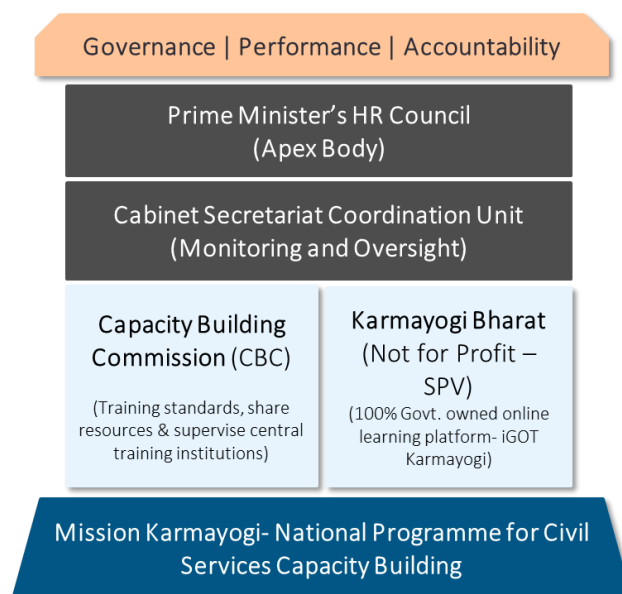 Governance | Performance | Accountability
Prime Minister’s HR Council
(Apex Body)
Cabinet Secretariat Coordination Unit
(Monitoring and Oversight)
Capacity Building
Commission (CBC)
(Training standards, share
resources & supervise central
training institutions)
Karmayogi Bharat
(Not for Profit –
SPV)
(100% Govt. owned online
learning platform- iGOT
Karmayogi)
Mission Karmayogi- National Programme for Civil
Services Capacity Building